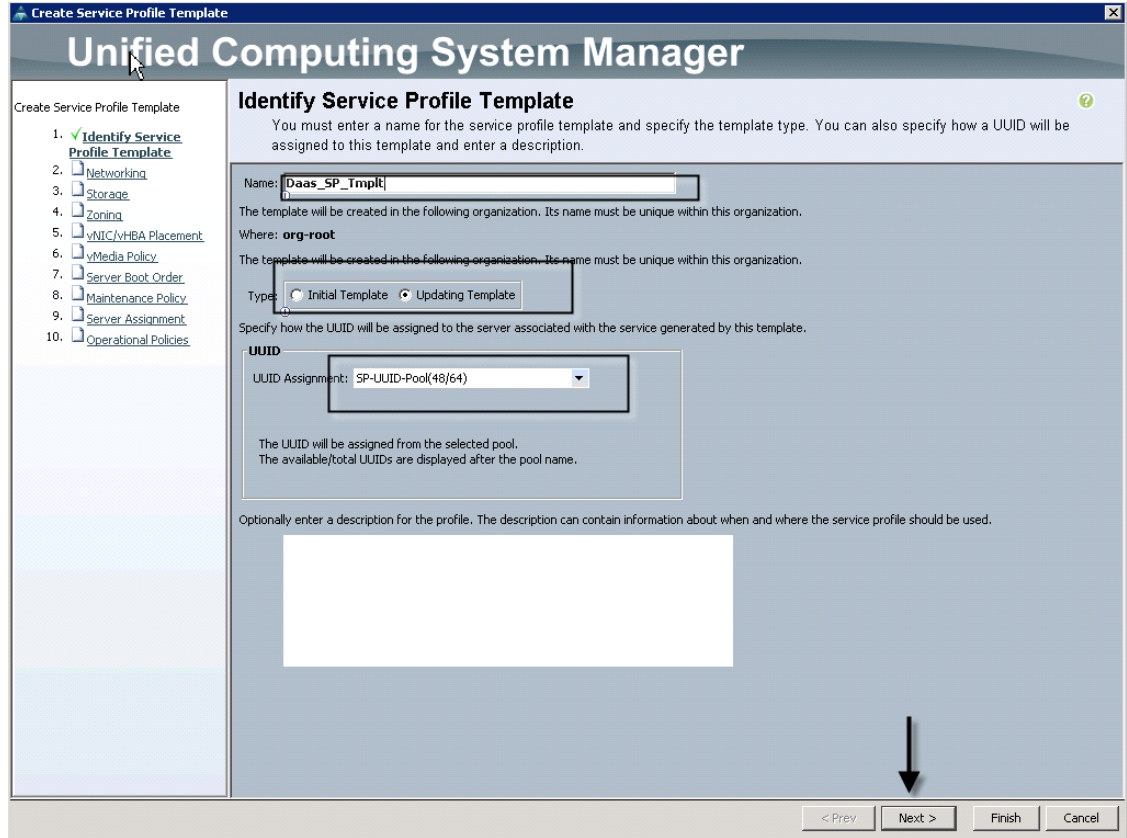 Create Service Profile Template
Unified Computing System Manager
Create Service Profile Template
1. Identify Service
Profile Template
2. Networking
3. Storage
4. Zoning
5. vNIC/vHBA Placement
6. vMedia Policy
7. Server Boot Order
8. Maintenance Policy
9. Server Assignment
10. Operational Policies
Identify Service Profile Template
You must enter a name for the service profile template and specify the template type. You can also specify how a UUID will be
assigned to this template and enter a description.
Name: Daas_SP_Tmplt
The template will be created in the following organization. Its name must be unique within this organization.
Where: org-root
The template will be created in the following organization. Its name must be unique within this organization.
Type: Initial Template Updating Template
Specify how the UUID will be assigned to the server associated with the service generated by this template.
UUID
UUID Assignment: SP-UUID-Pool(48/64)
The UUID will be assigned from the selected pool.
The available/total UUIDs are displayed after the pool name.
Optionally enter a description for the profile. The description can contain information about when and where the service profile should be used.
< Prev Next > Finish Cancel